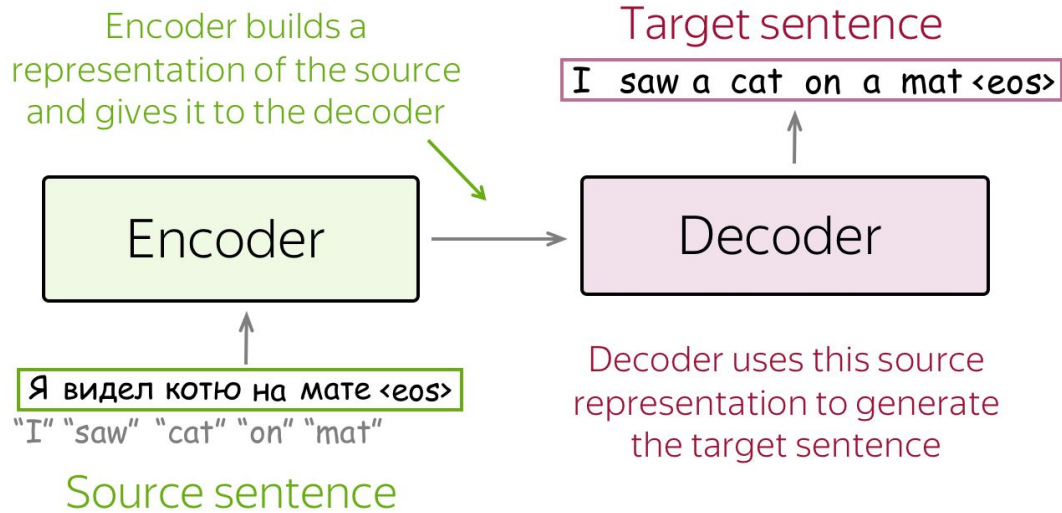 Encoder builds a
representation of the source
and gives it to the decoder
Target sentence
I saw a cat on a mat <eos>
Encoder
Decoder
Я видел котю на мате <eos>
“I” “saw” “cat” “on” “mat”
Source sentence
Decoder uses this source
representation to generate
the target sentence